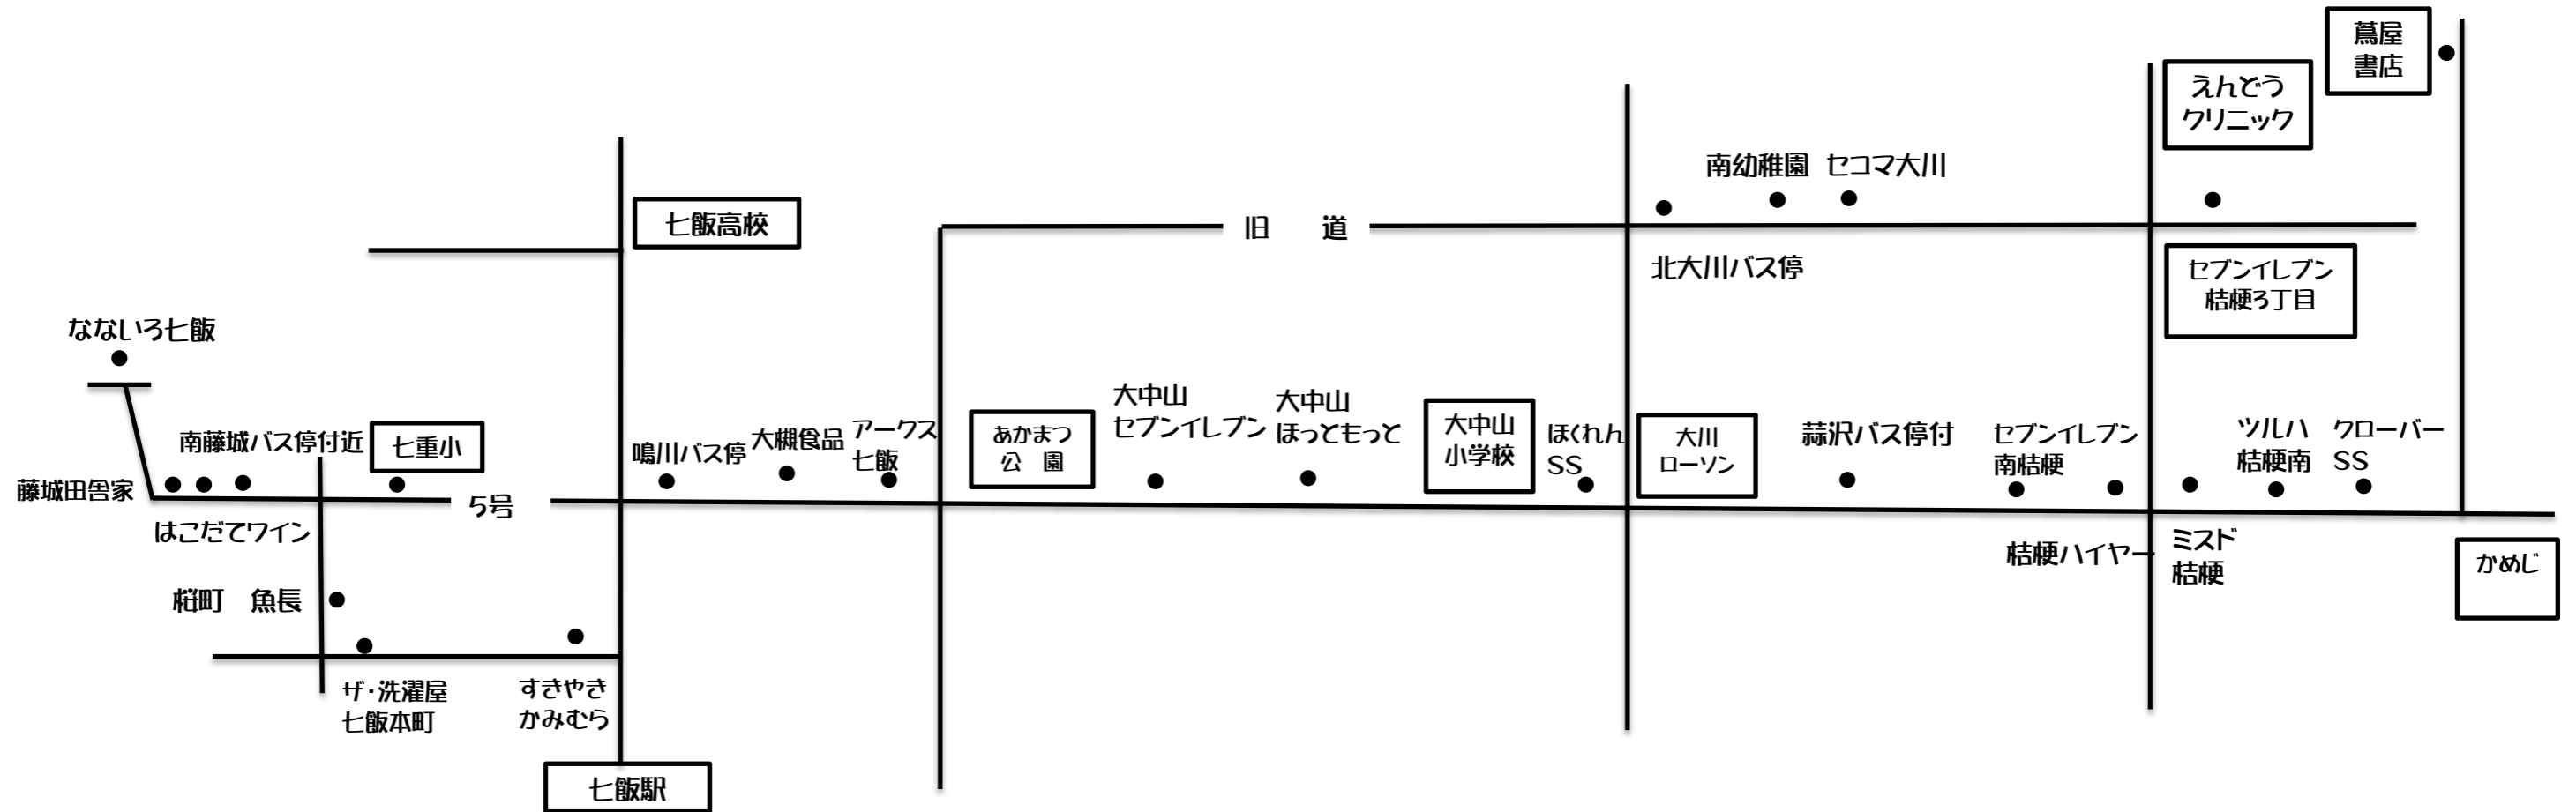 蔦屋
書店
えんどう
クリニック
南幼稚園
セコマ大川
七飯高校
旧　道
北大川バス停
セブンイレブン
桔梗3丁目
なないろ七飯
南藤城バス停付近
七重小
鳴川バス停
大槻食品
アークス
七飯
あかまつ
公　園
大中山
セブンイレブン
大中山
ほっともっと
大中山
小学校
ほくれん
SS
大川
ローソン
蒜沢バス停付
セブンイレブン
南桔梗
ツルハ
桔梗南
クローバー
SS
藤城田舎家
5号
はこだてワイン
桔梗ハイヤー
ミスド
桔梗
かめじ
桜町　魚長
ザ・洗濯屋
七飯本町
すきやき
かみむら
七飯駅